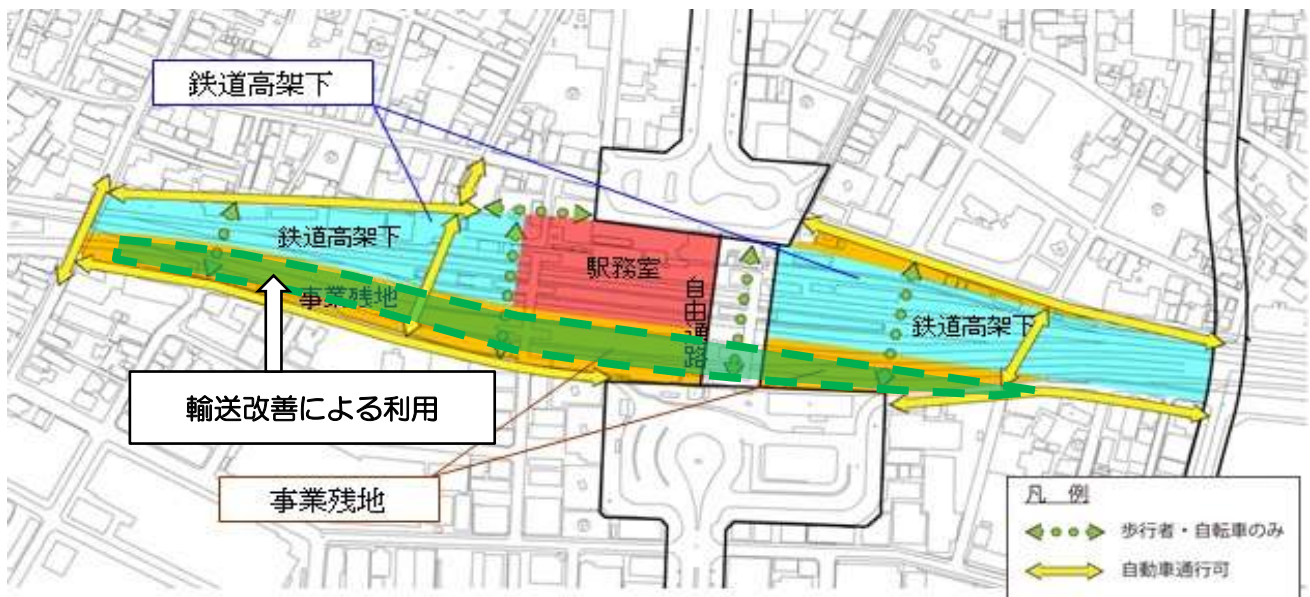 鉄道高架下
鉄道高架下
事業残地
駅務室
自由通路
鉄道高架下
輸送改善による利用
事業残地
凡 例
歩行者・自転車のみ
自動車通行可